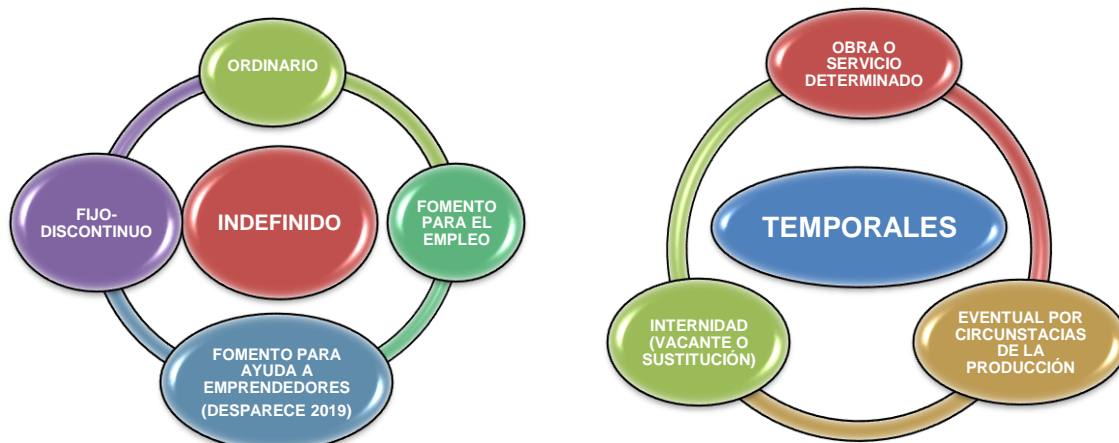 ORDINARIO
FIJO-
DISCONTINUO
INDEFINIDO
FOMENTO
PARA EL
EMPLEO
FOMENTO PARA
AYUDA A
EMPRENDEDORES
(DESPARECE 2019)
OBRA O
SERVICIO
DETERMINADO
TEMPORALES
INTERNIDAD
(VACANTE O
SUSTITUCIÓN)
EVENTUAL POR
CIRCUNSTACIAS
DE LA
PRODUCCIÓN